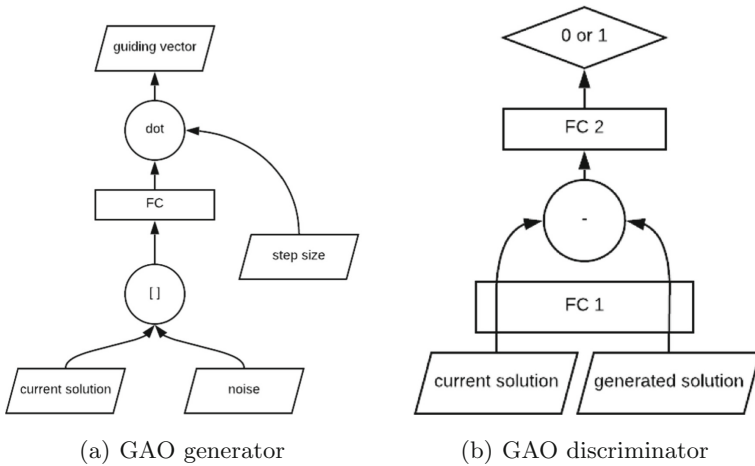 guiding vector
dot
FC
step size
[ ]
current solution
noise
(a) GAO generator
0 or 1
FC 2
-
FC 1
current solution
generated solution
(b) GAO discriminator